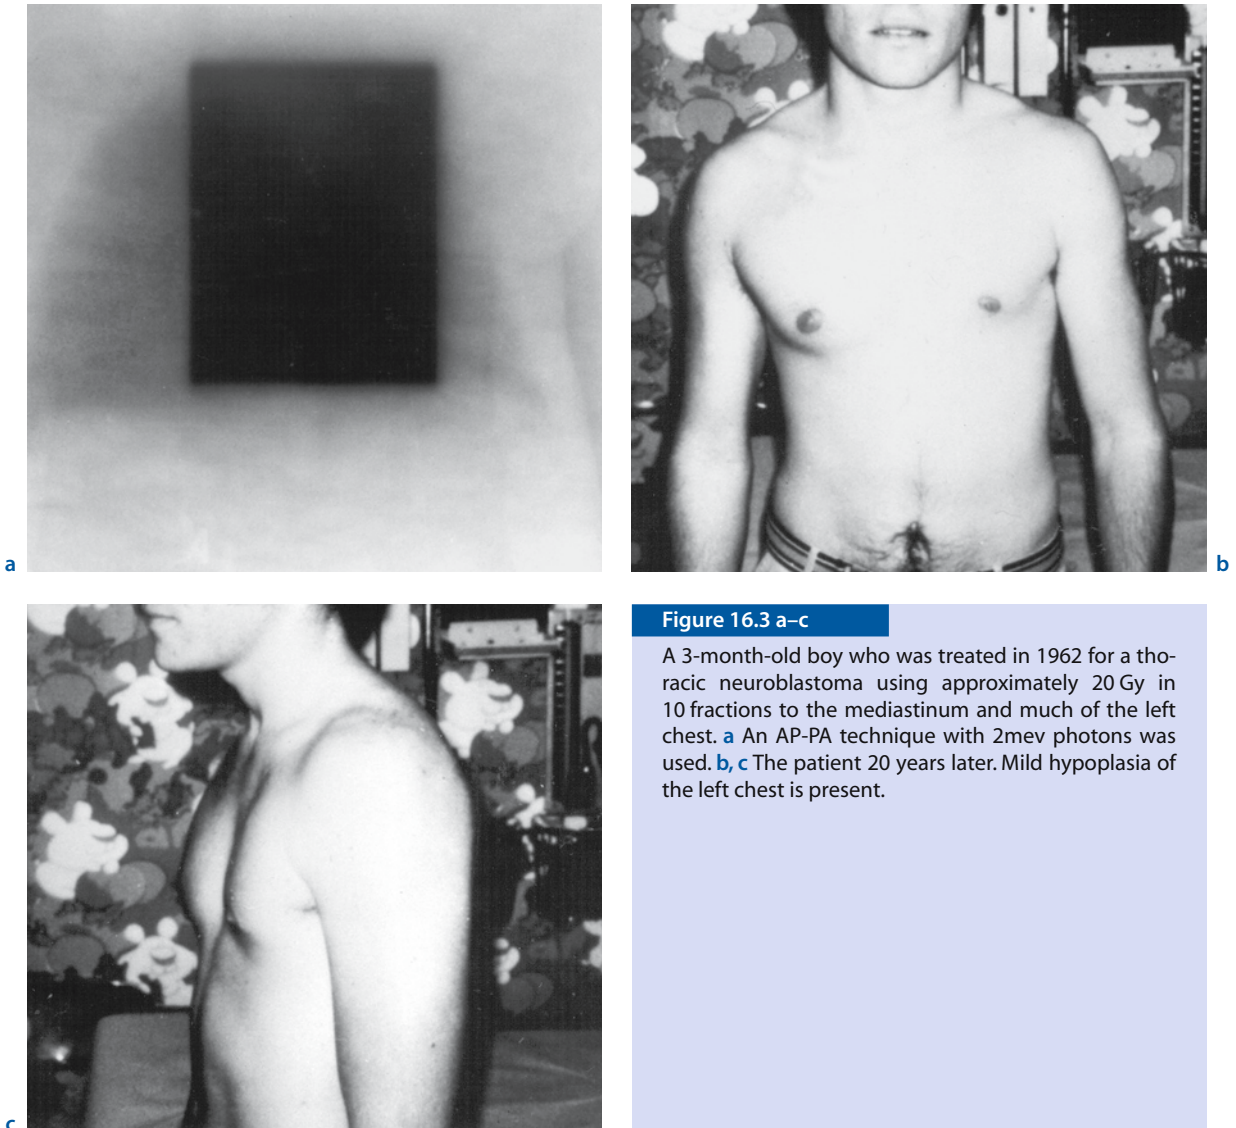 a
b
c
Figure 16.3 a–c
A 3-month-old boy who was treated in 1962 for a tho-
racic neuroblastoma using approximately 20 Gy in
10 fractions to the mediastinum and much of the left
chest. a An AP-PA technique with 2mev photons was
used. b, c The patient 20 years later. Mild hypoplasia of
the left chest is present.